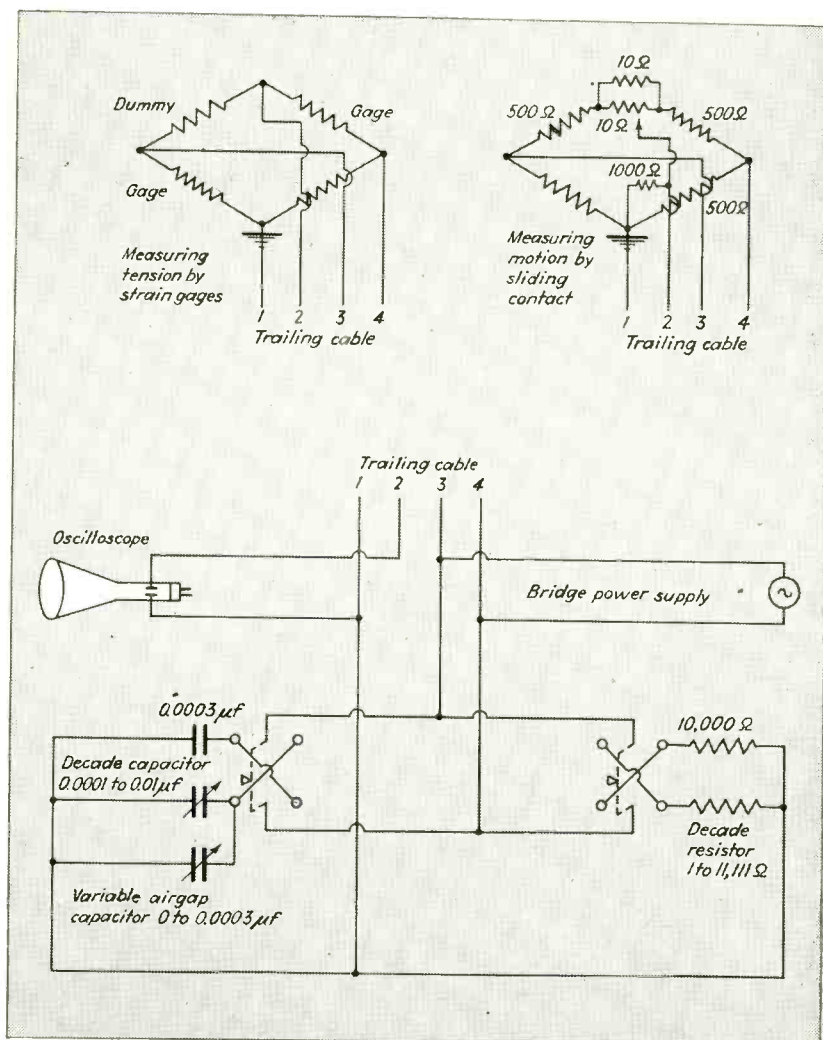 Dummy
Gage
Gage
Measuring
tension by
strain gages
1 2 3 4
Trailing cable
10Ω
500Ω
10Ω
500Ω
1000Ω
500Ω
Measuring
motion by
sliding
contact
1 2 3 4
Trailing cable
Trailing cable
1 2 3 4
Oscilloscope
Bridge power supply
0.0003μf
Decade capacitor
0.0001 to 0.01μf
Variable airgap
capacitor 0 to 0.0003μf
10,000 Ω
Decade
resistor
1 to 11,111 Ω